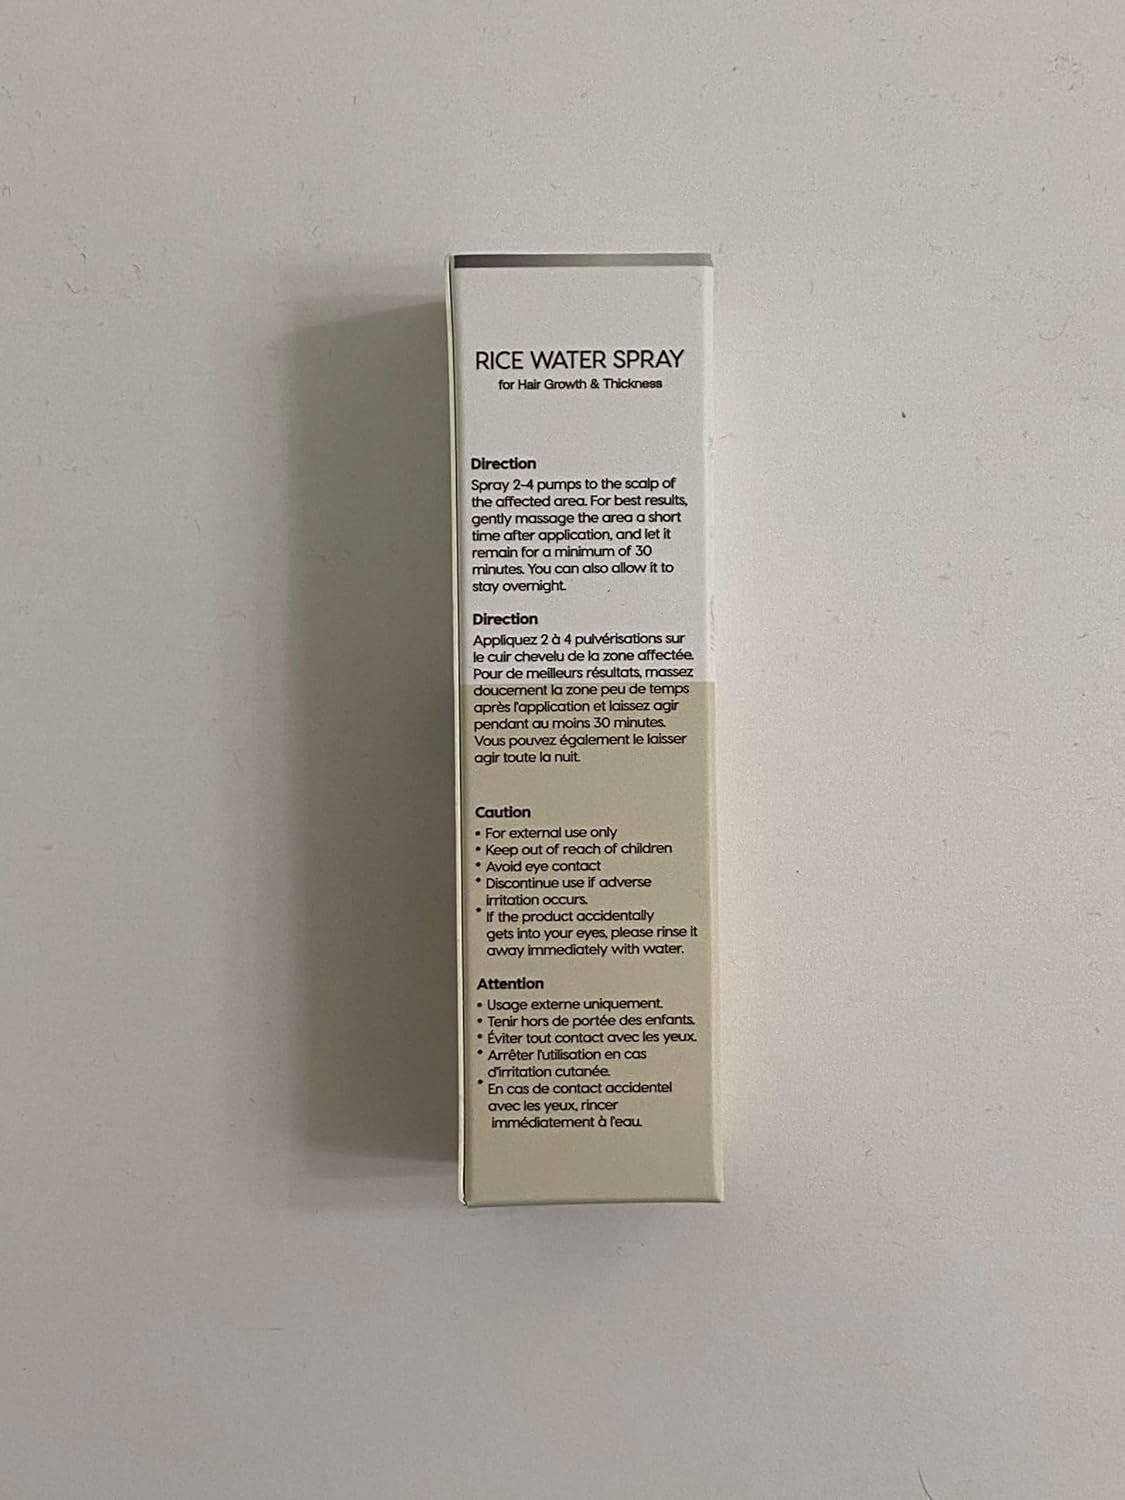 RICE WATER SPRAY
for Hair Growth & Thickness
Direction
Spray 2-4 pumps to the scalp of
the affected area. For best results,
gently massage the area a short
time after application, and let it
remain for a minimum of 30
minutes. You can also allow it to
stay overnight.
Direction
Appliquez 2 à 4 pulvérisations sur
le cuir chevelu de la zone affectée.
Pour de meilleurs résultats, massez
doucement la zone peu de temps
après l'application et laissez agir
pendant au moins 30 minutes.
Vous pouvez également le laisser
agir toute la nuit.
Caution
• For external use only
• Keep out of reach of children
• Avoid eye contact
• Discontinue use if adverse
irritation occurs.
• If the product accidentally
gets into your eyes, please rinse it
away immediately with water.
Attention
• Usage externe uniquement.
• Tenir hors de portée des enfants.
• Éviter tout contact avec les yeux.
• Arrêter l'utilisation en cas
d'irritation cutanée.
• En cas de contact accidentel
avec les yeux, rincer
immédiatement à l'eau.